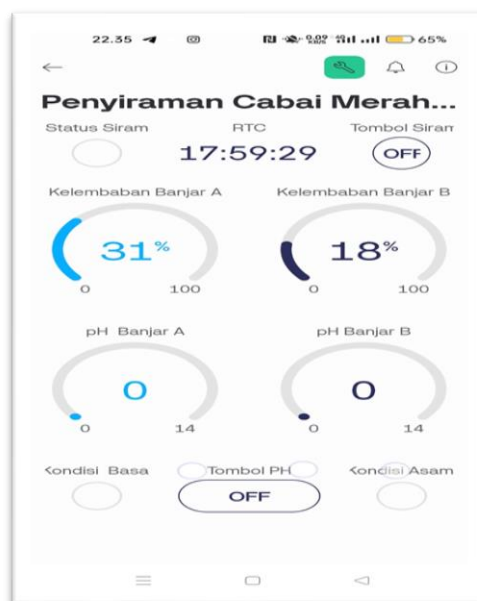 22.35 65%
Penyiraman Cabai Merah...
Status Siram RTC Tombol Siram
17:59:29 OFF
Kelembaban Banjar A Kelembaban Banjar B
31% 18%
0 100 0 100
pH Banjar A pH Banjar B
0 0
0 14 0 14
Kondisi Basa Tombol PH Kondisi Asam
OFF